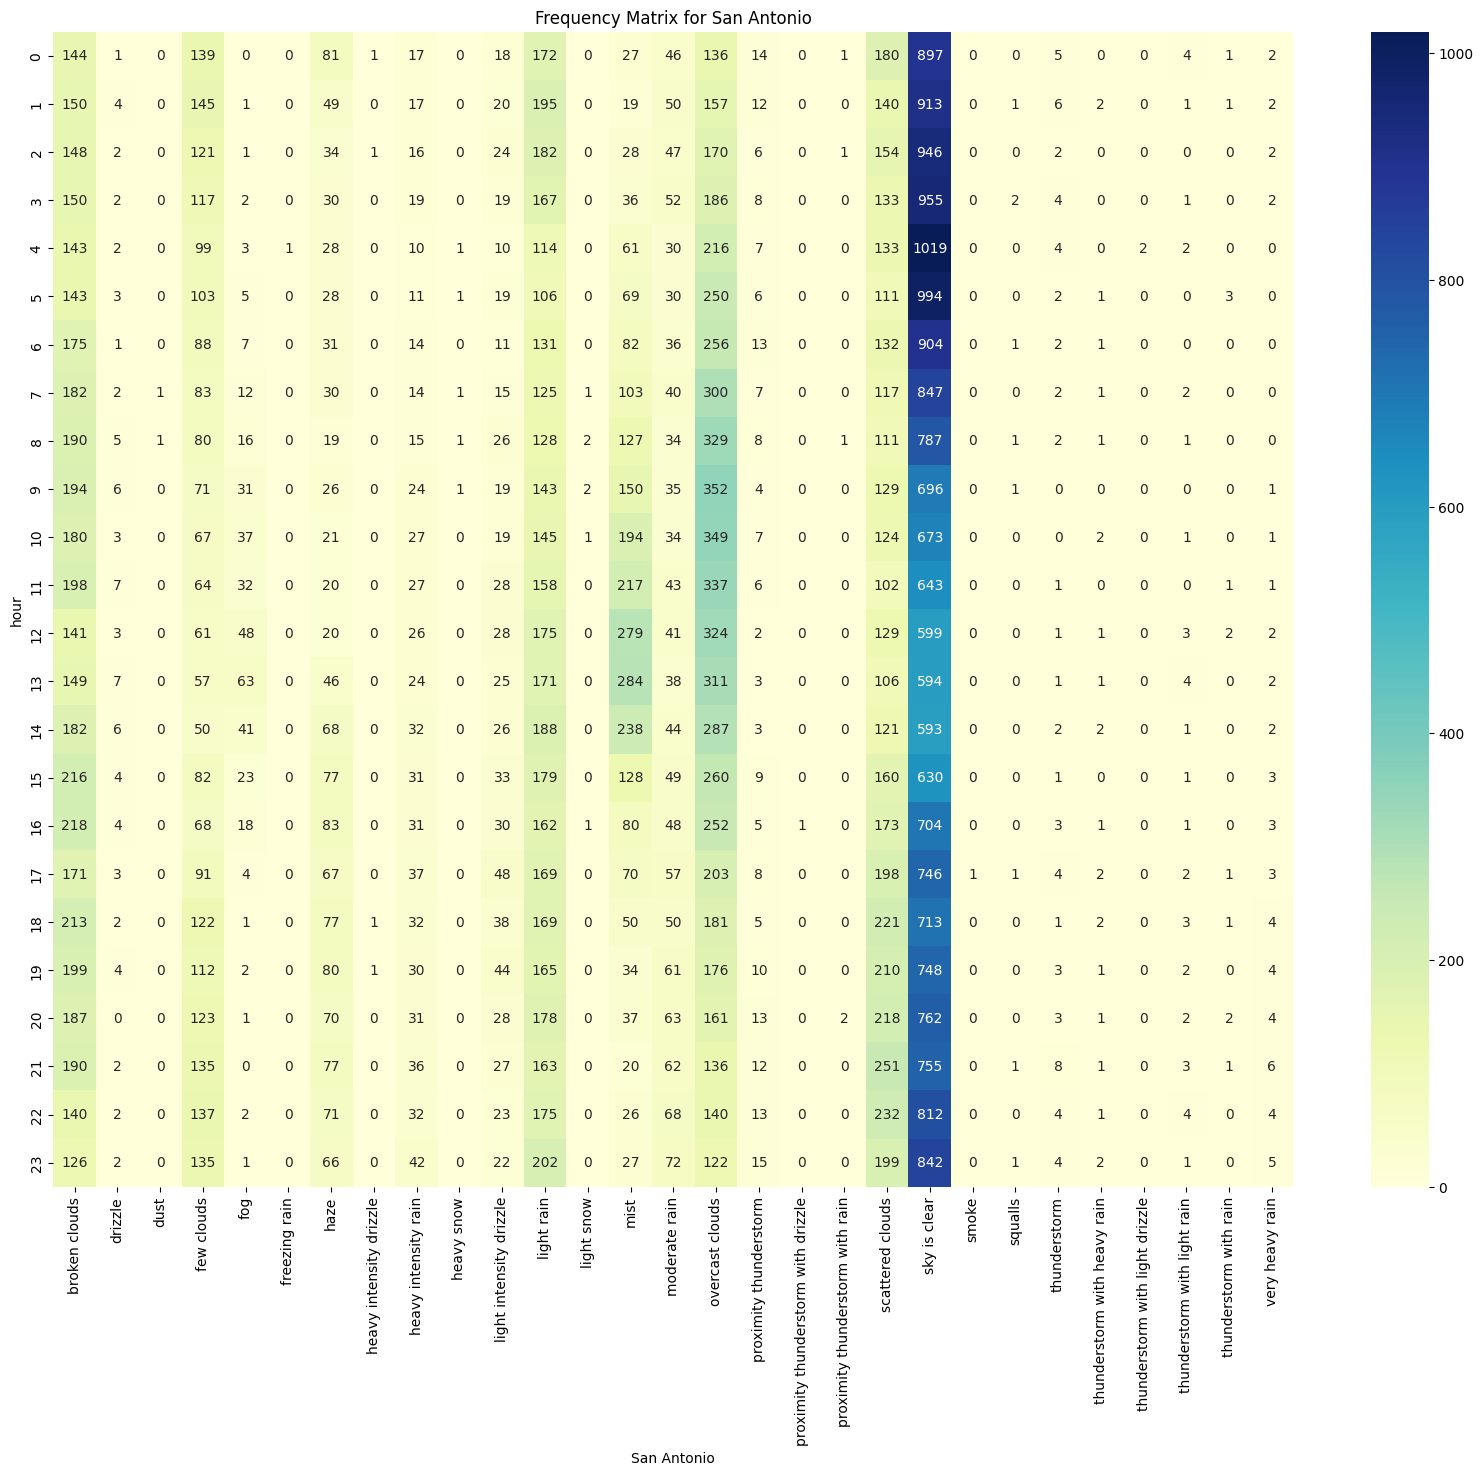 Frequency Matrix for San Antonio
0 144 1 0 139 0 0 81 1 17 0 18 172 0 27 46 136 14 0 1 180 897 0 0 5 0 0 4 1 2
1 150 4 0 145 1 0 49 0 17 0 20 195 0 19 50 157 12 0 0 140 913 0 1 6 2 0 1 1 2
2 148 2 0 121 1 0 34 1 16 0 24 182 0 28 47 170 6 0 1 154 946 0 0 2 0 0 0 0 2
3 150 2 0 117 2 0 30 0 19 0 19 167 0 36 52 186 8 0 0 133 955 0 2 4 0 0 1 0 2
4 143 2 0 99 3 1 28 0 10 1 10 114 0 61 30 216 7 0 0 133 1019 0 0 4 0 2 2 0 0
5 143 3 0 103 5 0 28 0 11 1 19 106 0 69 30 250 6 0 0 111 994 0 0 2 1 0 0 3 0
6 175 1 0 88 7 0 31 0 14 0 11 131 0 82 36 256 13 0 0 132 904 0 1 2 1 0 0 0 0
7 182 2 1 83 12 0 30 0 14 1 15 125 1 103 40 300 7 0 0 117 847 0 0 2 1 0 2 0 0
8 190 5 1 80 16 0 19 0 15 1 26 128 2 127 34 329 8 0 1 111 787 0 1 2 1 0 1 0 0
9 194 6 0 71 31 0 26 0 24 1 19 143 2 150 35 352 4 0 0 129 696 0 1 0 0 0 0 0 1
10 180 3 0 67 37 0 21 0 27 0 19 145 1 194 34 349 7 0 0 124 673 0 0 0 2 0 1 0 1
11 198 7 0 64 32 0 20 0 27 0 28 158 0 217 43 337 6 0 0 102 643 0 0 1 0 0 0 1 1
12 141 3 0 61 48 0 20 0 26 0 28 175 0 279 41 324 2 0 0 129 599 0 0 1 1 0 3 2 2
13 149 7 0 57 63 0 46 0 24 0 25 171 0 284 38 311 3 0 0 106 594 0 0 1 1 0 4 0 2
14 182 6 0 50 41 0 68 0 32 0 26 188 0 238 44 287 3 0 0 121 593 0 0 2 2 0 1 0 2
15 216 4 0 82 23 0 77 0 31 0 33 179 0 128 49 260 9 0 0 160 630 0 0 1 0 0 1 0 3
16 218 4 0 68 18 0 83 0 31 0 30 162 1 80 48 252 5 1 0 173 704 0 0 3 1 0 1 0 3
17 171 3 0 91 4 0 67 0 37 0 48 169 0 70 57 203 8 0 0 198 746 1 1 4 2 0 2 1 3
18 213 2 0 122 1 0 77 1 32 0 38 169 0 50 50 181 5 0 0 221 713 0 0 1 2 0 3 1 4
19 199 4 0 112 2 0 80 1 30 0 44 165 0 34 61 176 10 0 0 210 748 0 0 3 1 0 2 0 4
20 187 0 0 123 1 0 70 0 31 0 28 178 0 37 63 161 13 0 2 218 762 0 0 3 1 0 2 2 4
21 190 2 0 135 0 0 77 0 36 0 27 163 0 20 62 136 12 0 0 251 755 0 1 8 1 0 3 1 6
22 140 2 0 137 2 0 71 0 32 0 23 175 0 26 68 140 13 0 0 232 812 0 0 4 1 0 4 0 4
23 126 2 0 135 1 0 66 0 42 0 22 202 0 27 72 122 15 0 0 199 842 0 1 4 2 0 1 0 5
hour
broken clouds
drizzle
dust
few clouds
fog
freezing rain
haze
heavy intensity drizzle
heavy intensity rain
heavy snow
light intensity drizzle
light rain
light snow
mist
moderate rain
overcast clouds
proximity thunderstorm
proximity thunderstorm with drizzle
proximity thunderstorm with rain
scattered clouds
sky is clear
smoke
squalls
thunderstorm
thunderstorm with heavy rain
thunderstorm with light drizzle
thunderstorm with light rain
thunderstorm with rain
very heavy rain
San Antonio
1000
800
600
400
200
0